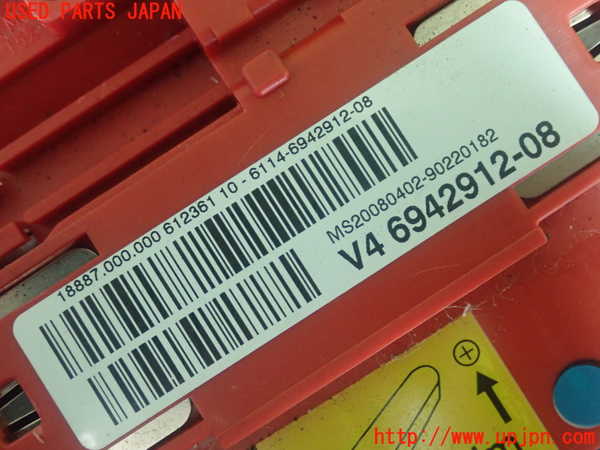 USED PARTS JAPAN
18887.000.000 612361 10 - 6114-6942912-08
MS20080402-90220182
V4 6942912-08
http://www.upjpn.com/